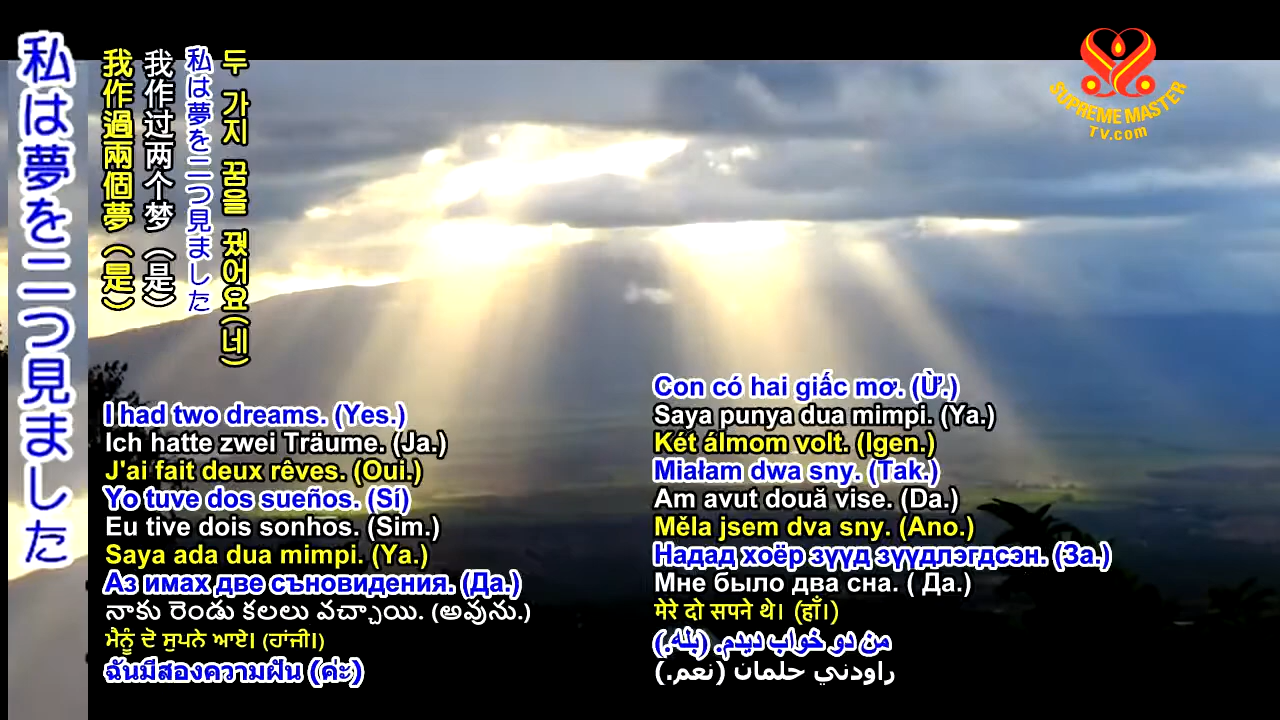 私は夢を二つ見ました
我作過兩個夢（是）
我作过两个梦（是）
私は夢を二つ見ました
두 가지 꿈을 꿨어요(네)
SUPREME MASTER
TV.com
I had two dreams. (Yes.)
Ich hatte zwei Träume. (Ja.)
J'ai fait deux rêves. (Oui.)
Yo tuve dos sueños. (Sí)
Eu tive dois sonhos. (Sim.)
Saya ada dua mimpi. (Ya.)
Аз имах две съновидения. (Да.)
నాకు రెండు కలలు వచ్చాయి. (అవును.)
ਮੈਨੂੰ ਦੋ ਸੁਪਨੇ ਆਏ। (ਹਾਂਜੀ।)
ฉันมีสองความฝัน (ค่ะ)
Con có hai giấc mơ. (Ừ.)
Saya punya dua mimpi. (Ya.)
Két álmom volt. (Igen.)
Miałam dwa sny. (Tak.)
Am avut două vise. (Da.)
Měla jsem dva sny. (Ano.)
Надад хоёр зүүд зүүдлэгдсэн. (За.)
Мне было два сна. ( Да.)
मेरे दो सपने थे। (हाँ।)
من دو خواب دیدم. (بله.)
راودني حلمان (نعم.)